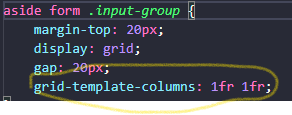 aside form .input-group {
margin-top: 20px;
display: grid;
gap: 20px;
grid-template-columns: 1fr 1fr;